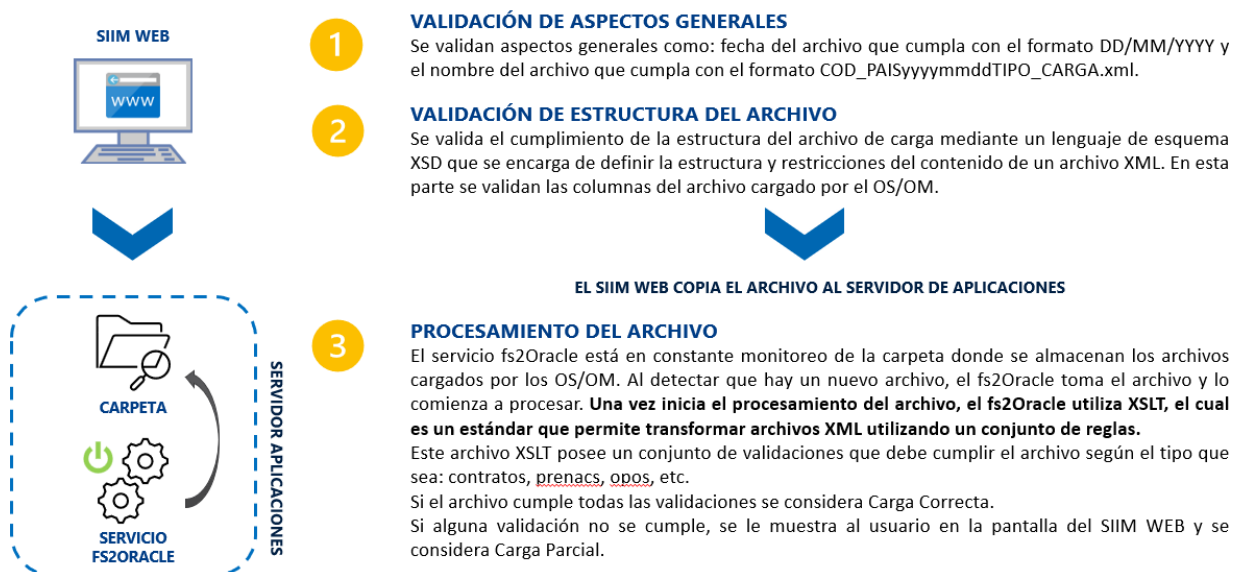 SIIM WEB
WWW
1
VALIDACIÓN DE ASPECTOS GENERALES
Se validan aspectos generales como: fecha del archivo que cumpla con el formato DD/MM/YYYY y
el nombre del archivo que cumpla con el formato COD_PAISyyyymmddTIPO_CARGA.xml.
2
VALIDACIÓN DE ESTRUCTURA DEL ARCHIVO
Se valida el cumplimiento de la estructura del archivo de carga mediante un lenguaje de esquema
XSD que se encarga de definir la estructura y restricciones del contenido de un archivo XML. En esta
parte se validan las columnas del archivo cargado por el OS/OM.
EL SIIM WEB COPIA EL ARCHIVO AL SERVIDOR DE APLICACIONES
CARPETA
SERVICIO
FS2ORACLE
SERVIDOR APLICACIONES
3
PROCESAMIENTO DEL ARCHIVO
El servicio fs2Oracle está en constante monitoreo de la carpeta donde se almacenan los archivos
cargados por los OS/OM. Al detectar que hay un nuevo archivo, el fs2Oracle toma el archivo y lo
comienza a procesar. Una vez inicia el procesamiento del archivo, el fs2Oracle utiliza XSLT, el cual
es un estándar que permite transformar archivos XML utilizando un conjunto de reglas.
Este archivo XSLT posee un conjunto de validaciones que debe cumplir el archivo según el tipo que
sea: contratos, prenacs, opos, etc.
Si el archivo cumple todas las validaciones se considera Carga Correcta.
Si alguna validación no se cumple, se le muestra al usuario en la pantalla del SIIM WEB y se
considera Carga Parcial.